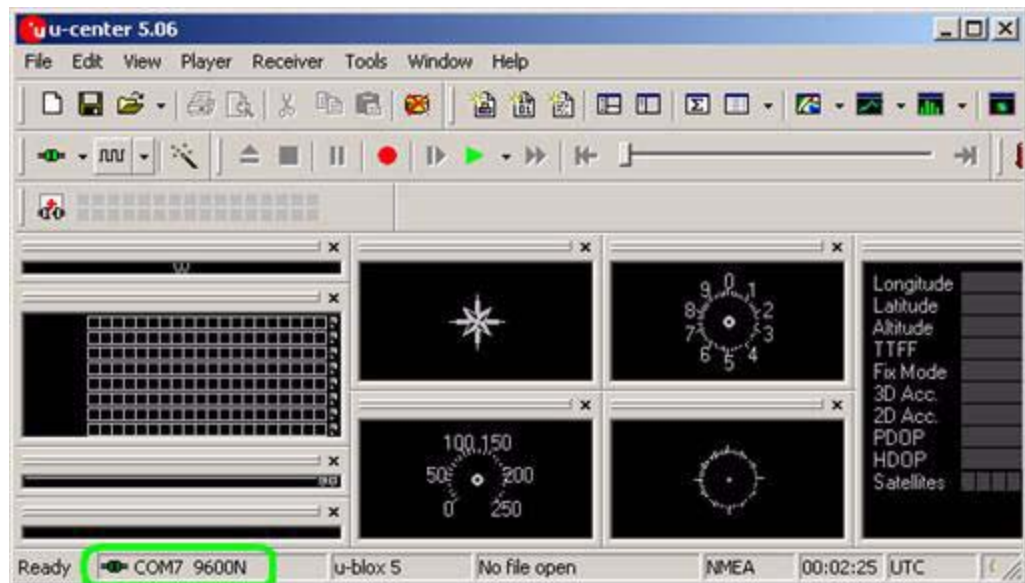 u-center 5.06
File Edit View Player Receiver Tools Window Help
W
9 0 1
8 2
7 3
6 5 4
Longitude
Latitude
Altitude
TTFF
Fix Mode
3D Acc.
2D Acc.
PDOP
HDOP
Satellites
100 150
50 200
0 250
Ready COM7 9600N u-blox 5 No file open NMEA 00:02:25 UTC